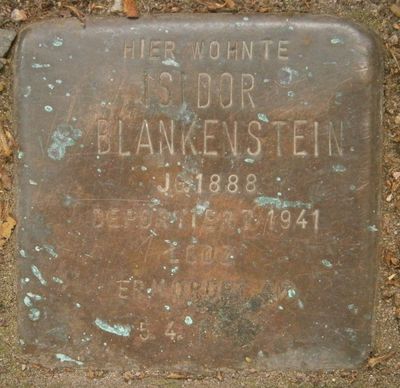 HIER WOHNTE
ISIDOR
BLANKENSTEIN
JG. 1888
DEPORTIERT 1941
LODZ
ERMORDET AM
5.4.